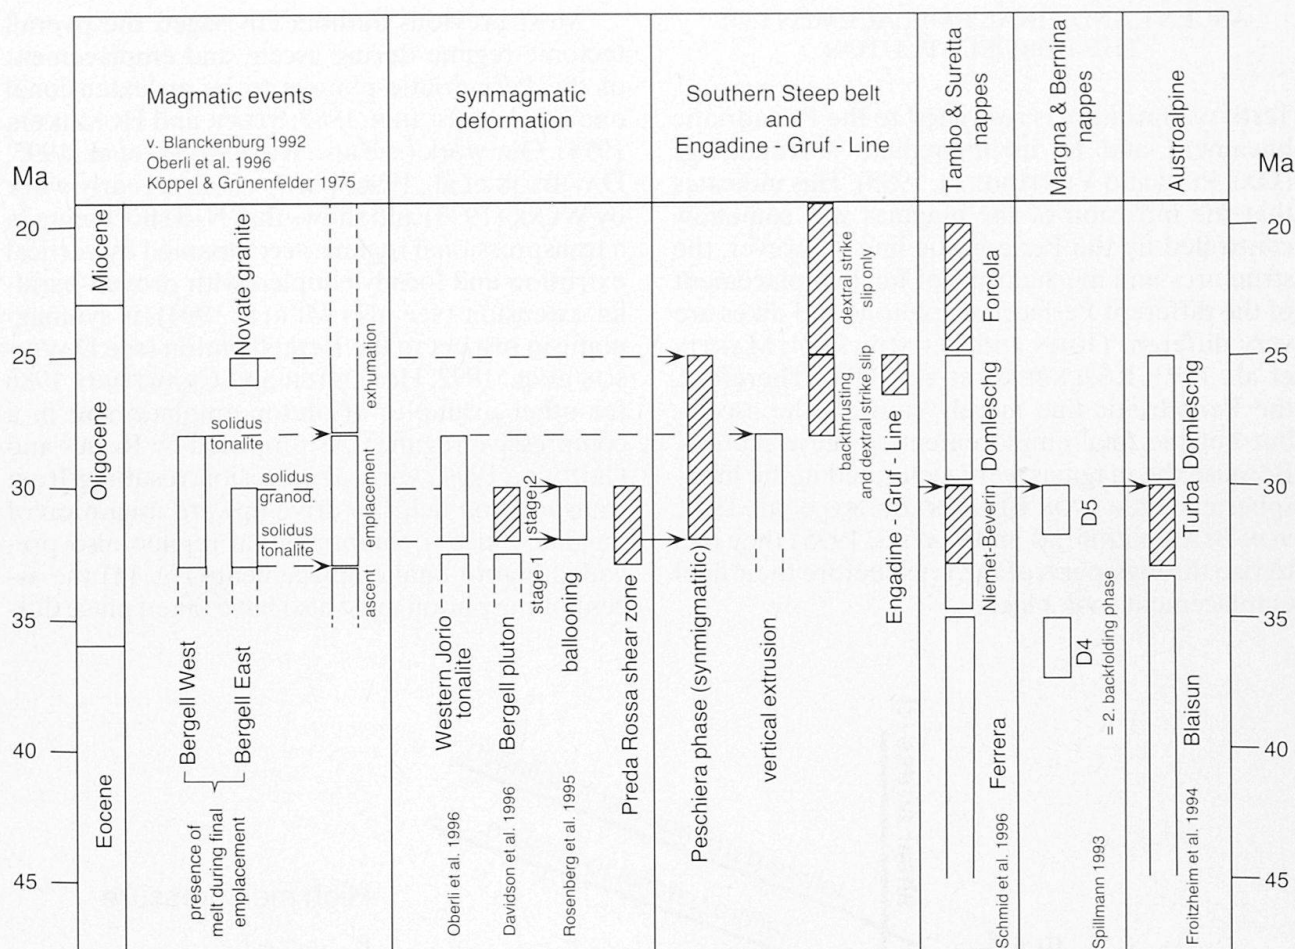 Ma
20
25
30
35
40
45
Miocene
Oligocene
Eocene
Magmatic events
v. Blanckenburg 1992
Oberli et al. 1996
Köppel & Grünenfelder 1975
Novate granite
solidus
tonalite
solidus
granod.
solidus
tonalite
exhumation
emplacement
ascent
Bergell West
Bergell East
presence of
melt during final
emplacement
synmagmatic
deformation
Western Jorio
tonalite
Oberli et al. 1996
Bergell pluton
stage 1
stage 2
Davidson et al. 1996
ballooning
Rosenberg et al. 1995
Preda Rossa shear zone
Southern Steep belt
and
Engadine - Gruf - Line
Peschiera phase (synmigmatitic)
vertical extrusion
dextral strike
slip only
backthrusting
and dextral strike slip
Engadine - Gruf - Line
Tambo & Suretta
nappes
Forcola
Domleschg
Niemet-Beverin
Ferrera
Schmid et al. 1996
Margna & Bernina
nappes
D5
D4
= 2. backfolding phase
Spillmann 1993
Austroalpine
Domleschg
Turba
Blaisun
Froitzheim et al. 1994
Ma
20
25
30
35
40
45